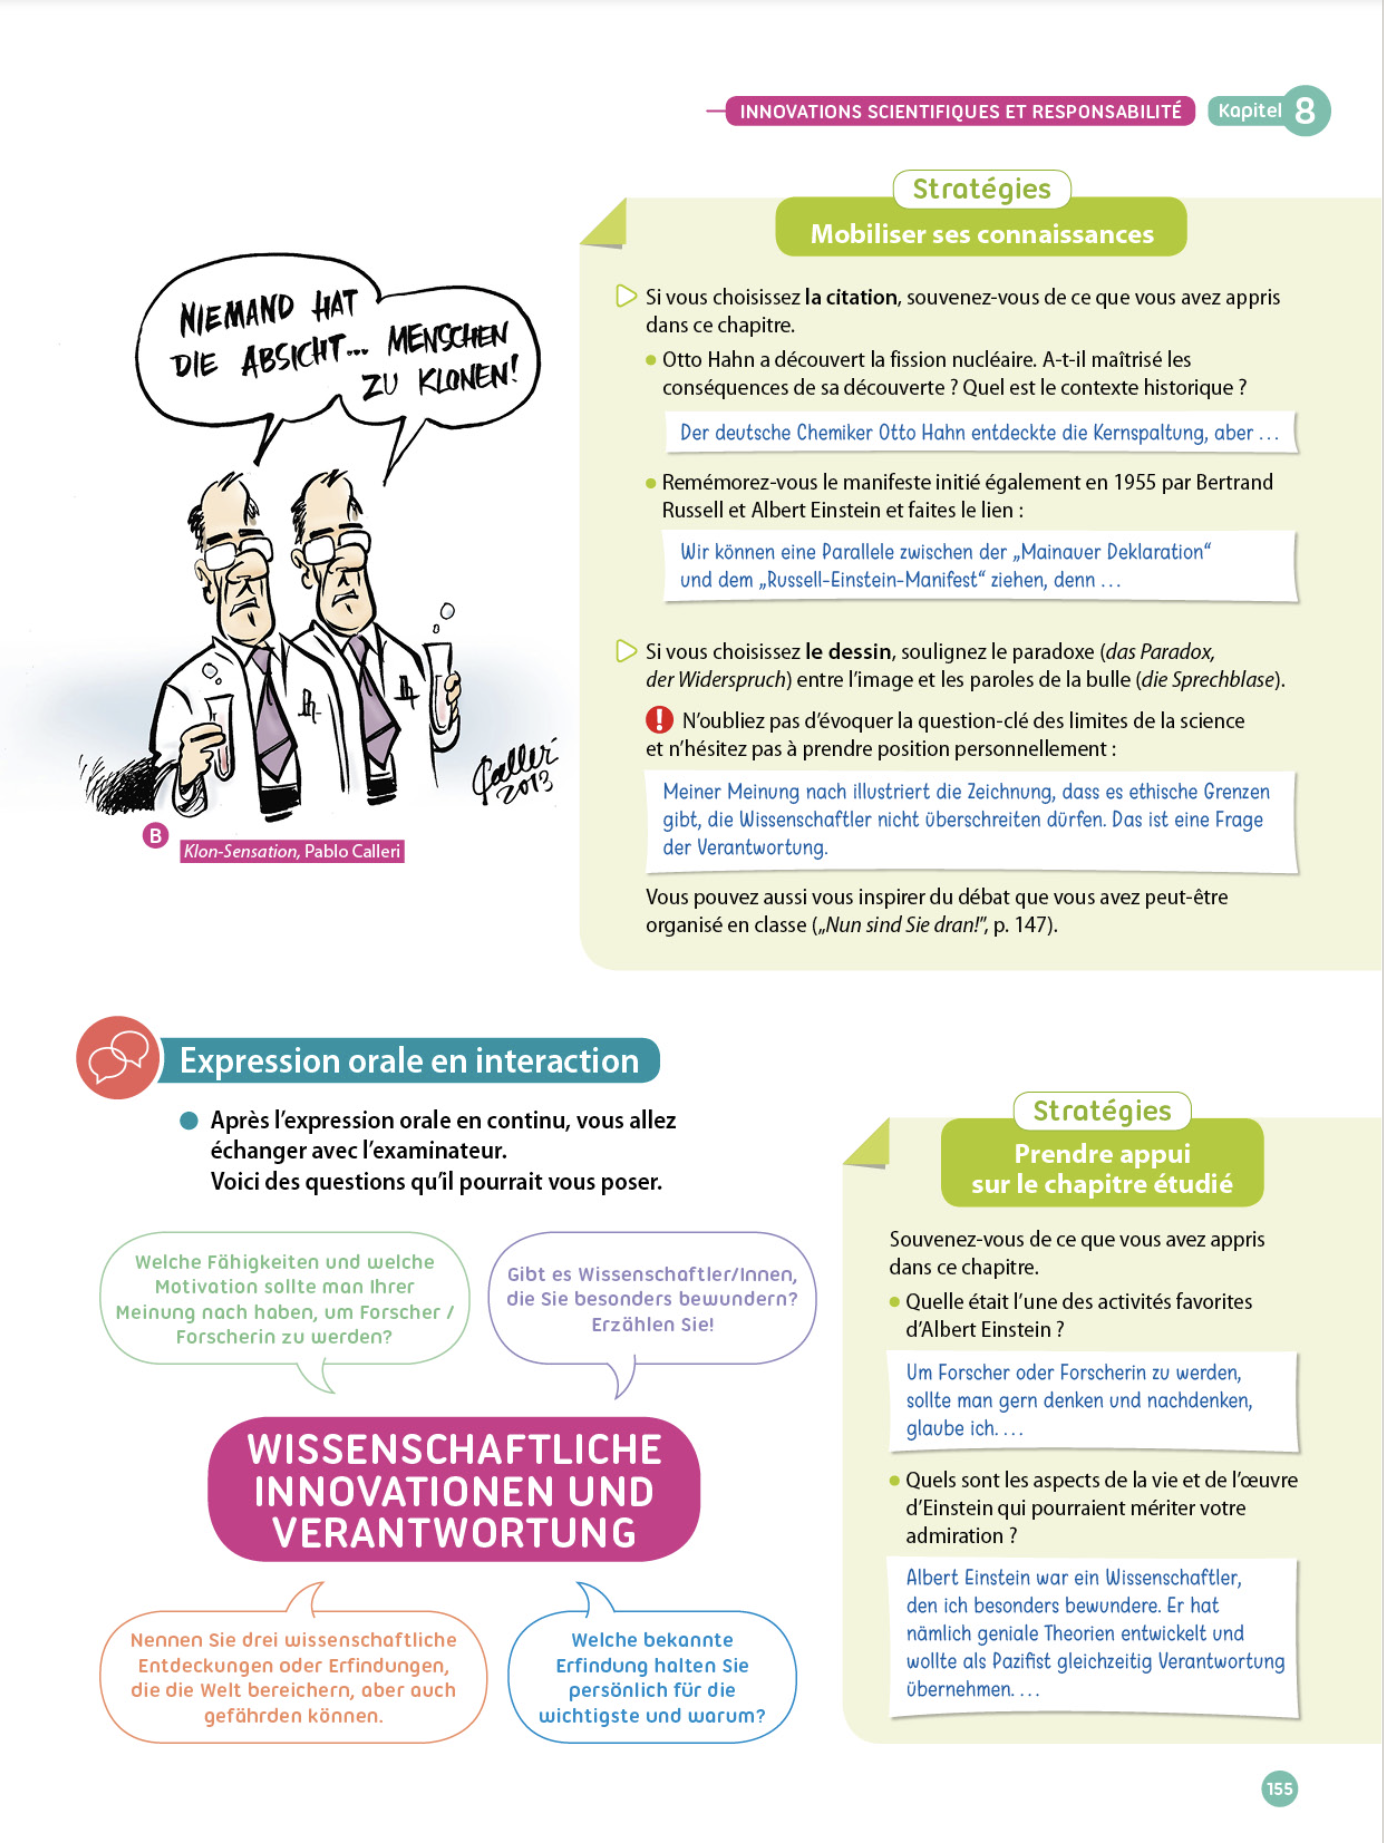 INNOVATIONS SCIENTIFIQUES ET RESPONSABILITÉ
Kapitel 8
NIEMAND HAT
DIE ABSICHT...
MENSCHEN
ZU KLONEN!
Calleri
2013
B
Klon-Sensation, Pablo Calleri
Stratégies
Mobiliser ses connaissances
Si vous choisissez la citation, souvenez-vous de ce que vous avez appris
dans ce chapitre.
• Otto Hahn a découvert la fission nucléaire. A-t-il maîtrisé les
conséquences de sa découverte ? Quel est le contexte historique ?
Der deutsche Chemiker Otto Hahn entdeckte die Kernspaltung, aber ...
• Remémorez-vous le manifeste initié également en 1955 par Bertrand
Russell et Albert Einstein et faites le lien :
Wir können eine Parallele zwischen der „Mainauer Deklaration“
und dem „Russell-Einstein-Manifest“ ziehen, denn ...
Si vous choisissez le dessin, soulignez le paradoxe (das Paradox,
der Widerspruch) entre l’image et les paroles de la bulle (die Sprechblase).
! N’oubliez pas d’évoquer la question-clé des limites de la science
et n’hésitez pas à prendre position personnellement :
Meiner Meinung nach illustriert die Zeichnung, dass es ethische Grenzen
gibt, die Wissenschaftler nicht überschreiten dürfen. Das ist eine Frage
der Verantwortung.
Vous pouvez aussi vous inspirer du débat que vous avez peut-être
organisé en classe („Nun sind Sie dran!”, p. 147).
Expression orale en interaction
• Après l’expression orale en continu, vous allez
échanger avec l’examinateur.
Voici des questions qu’il pourrait vous poser.
Welche Fähigkeiten und welche
Motivation sollte man Ihrer
Meinung nach haben, um Forscher /
Forscherin zu werden?
Gibt es Wissenschaftler/Innen,
die Sie besonders bewundern?
Erzählen Sie!
WISSENSCHAFTLICHE
INNOVATIONEN UND
VERANTWORTUNG
Nennen Sie drei wissenschaftliche
Entdeckungen oder Erfindungen,
die die Welt bereichern, aber auch
gefährden können.
Welche bekannte
Erfindung halten Sie
persönlich für die
wichtigste und warum?
Stratégies
Prendre appui
sur le chapitre étudié
Souvenez-vous de ce que vous avez appris
dans ce chapitre.
• Quelle était l’une des activités favorites
d’Albert Einstein ?
Um Forscher oder Forscherin zu werden,
sollte man gern denken und nachdenken,
glaube ich. ...
• Quels sont les aspects de la vie et de l’œuvre
d’Einstein qui pourraient mériter votre
admiration ?
Albert Einstein war ein Wissenschaftler,
den ich besonders bewundere. Er hat
nämlich geniale Theorien entwickelt und
wollte als Pazifist gleichzeitig Verantwortung
übernehmen. ...
155